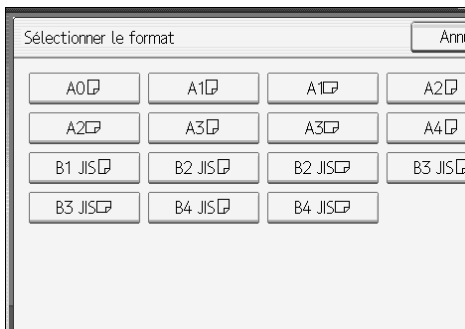 Sélectionner le format Annu
A0 A1 A1 A2
A2 A3 A3 A4
B1 JIS B2 JIS B2 JIS B3 JIS
B3 JIS B4 JIS B4 JIS